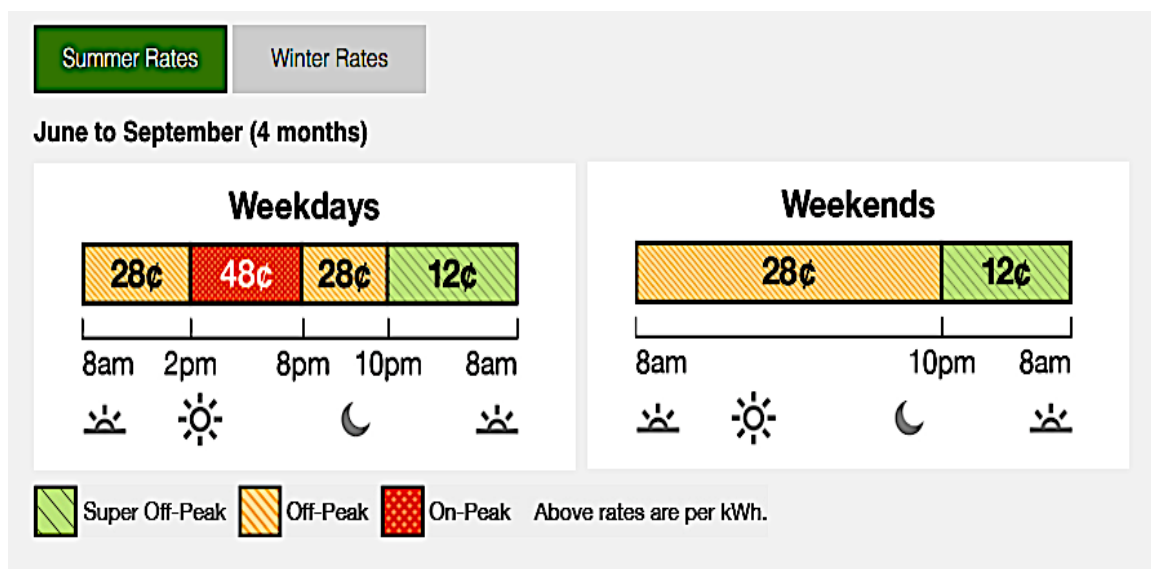 Summer Rates Winter Rates
June to September (4 months)
Weekdays
28¢ 48¢ 28¢ 12¢
8am 2pm 8pm 10pm 8am
Weekends
28¢ 12¢
8am 10pm 8am
Super Off-Peak Off-Peak On-Peak Above rates are per kWh.